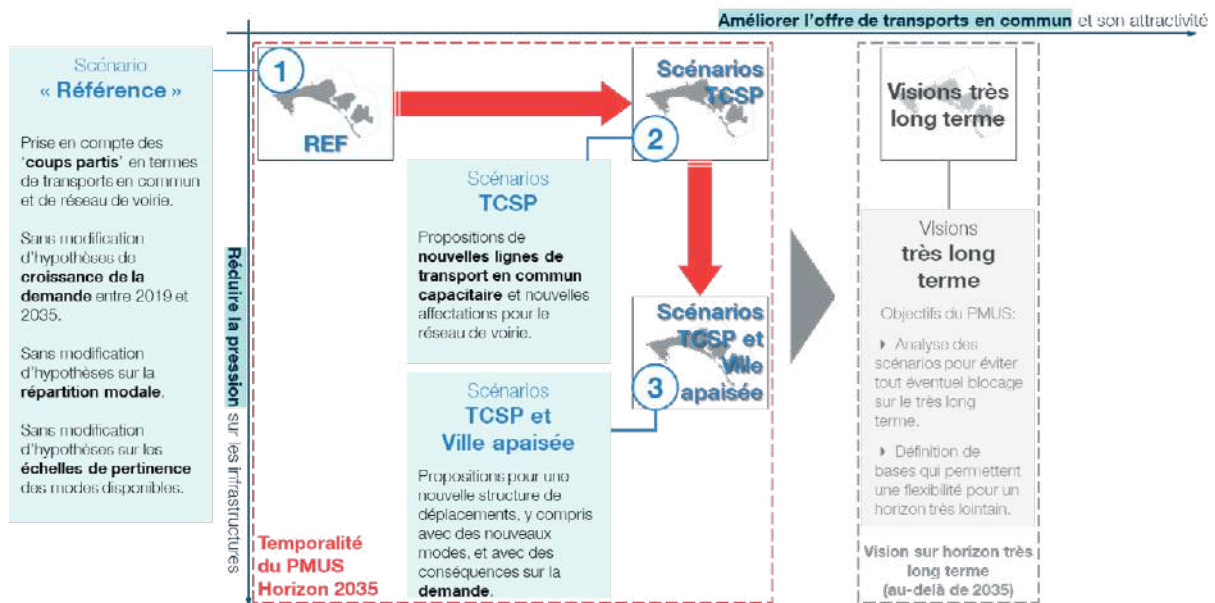 Améliorer l'offre de transports en commun et son attractivité
Scénario
« Référence »
Prise en compte des
'coups partis' en termes
de transports en commun
et de réseau de voirie.
Sans modification
d'hypothèses de
croissance de la
demande entre 2019 et
2035.
Sans modification
d'hypothèses sur la
répartition modale.
Sans modification
d'hypothèses sur les
échelles de pertinence
des modes disponibles.
Réduire la pression sur les infrastructures
1
REF
Scénarios
TCSP
2
Scénarios
TCSP
Propositions de
nouvelles lignes de
transport en commun
capacitaire et nouvelles
affectations pour le
réseau de voirie.
Scénarios
TCSP et
Ville
apaisée
3
Scénarios
TCSP et
Ville apaisée
Propositions pour une
nouvelle structure de
déplacements, y compris
avec des nouveaux
modes, et avec des
conséquences sur la
demande.
Temporalité
du PMUS
Horizon 2035
Visions très
long terme
Visions
très long
terme
Objectifs du PMUS:
Analyse des
scénarios pour éviter
tout éventuel blocage
sur le très long
terme.
Définition de
bases qui permettent
une flexibilité pour un
horizon très lointain.
Vision sur horizon très
long terme
(au-delà de 2035)